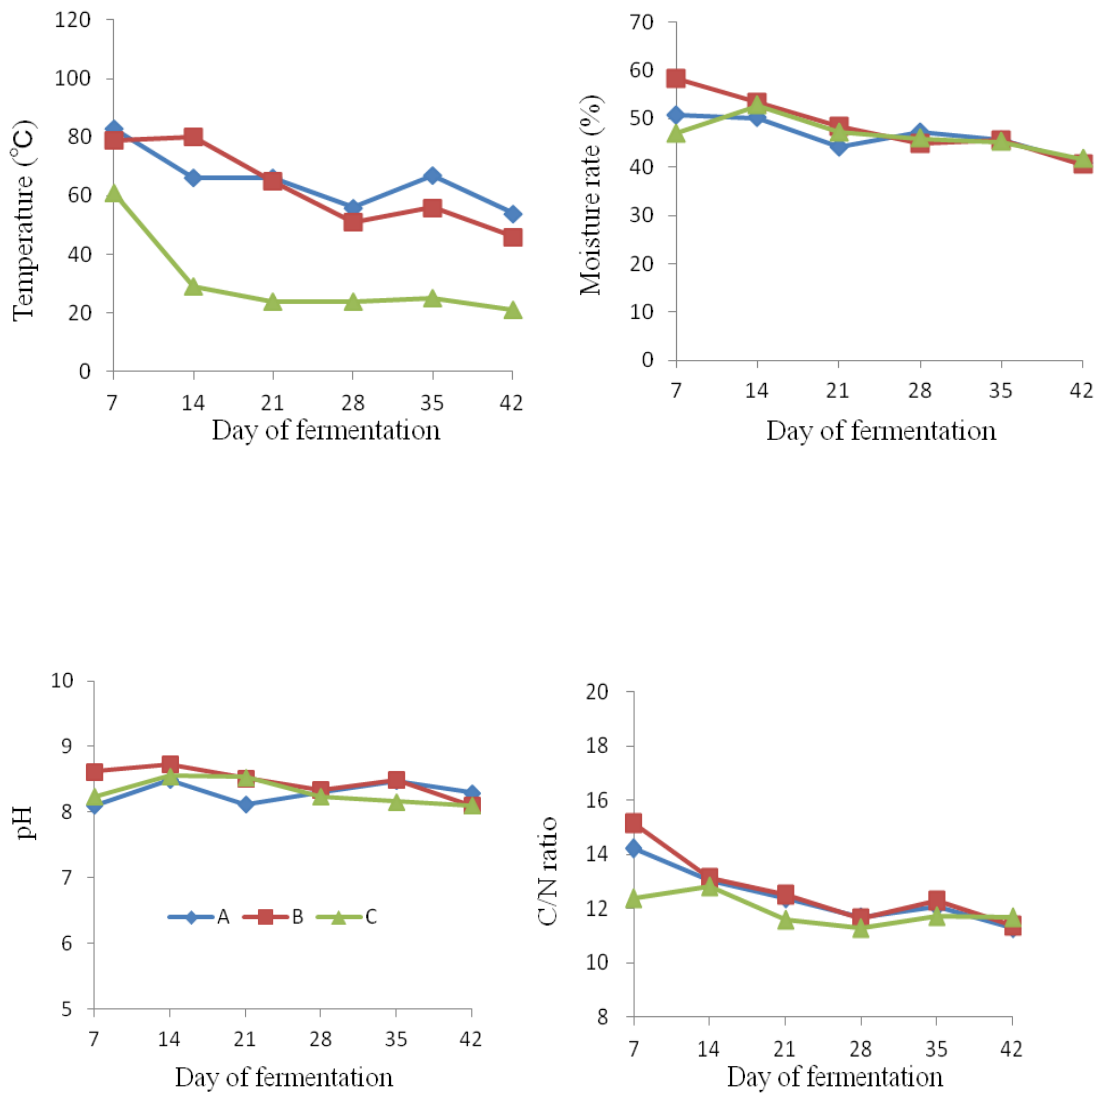 120
100
80
60
40
20
0
Temperature (℃)
7 14 21 28 35 42
Day of fermentation
70
60
50
40
30
20
10
0
Moisture rate (%)
7 14 21 28 35 42
Day of fermentation
10
9
8
7
6
5
pH
A B C
7 14 21 28 35 42
Day of fermentation
20
18
16
14
12
10
8
C/N ratio
7 14 21 28 35 42
Day of fermentation